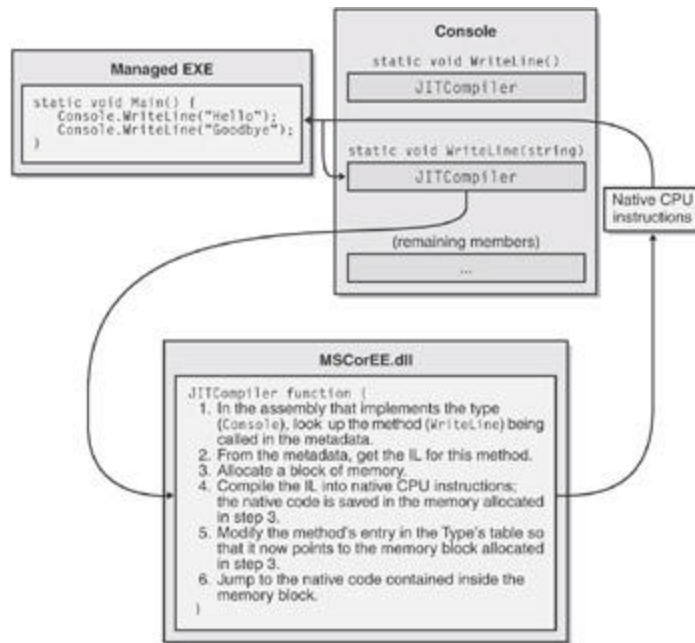 Managed EXE
static void Main() {
Console.WriteLine("Hello");
Console.WriteLine("Goodbye");
}
Console
static void WriteLine()
JITCompiler
static void WriteLine(string)
JITCompiler
(remaining members)
...
Native CPU
instructions
MSCorEE.dll
JITCompiler function {
1. In the assembly that implements the type
(Console), look up the method (WriteLine) being
called in the metadata.
2. From the metadata, get the IL for this method.
3. Allocate a block of memory.
4. Compile the IL into native CPU instructions;
the native code is saved in the memory allocated
in step 3.
5. Modify the method's entry in the Type's table so
that it now points to the memory block allocated
in step 3.
6. Jump to the native code contained inside the
memory block.
}